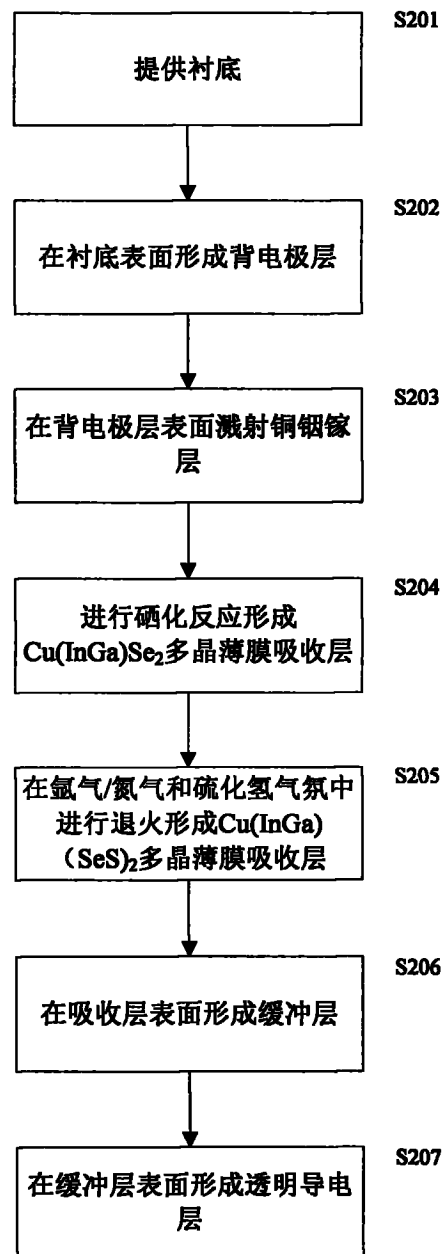 S201
提供衬底
S202
在衬底表面形成背电极层
S203
在背电极层表面溅射铜铟镓
层
S204
进行硒化反应形成
Cu(InGa)Se₂多晶薄膜吸收层
S205
在氩气/氮气和硫化氢气氛中
进行退火形成Cu(InGa)
（SeS)₂多晶薄膜吸收层
S206
在吸收层表面形成缓冲层
S207
在缓冲层表面形成透明导电
层